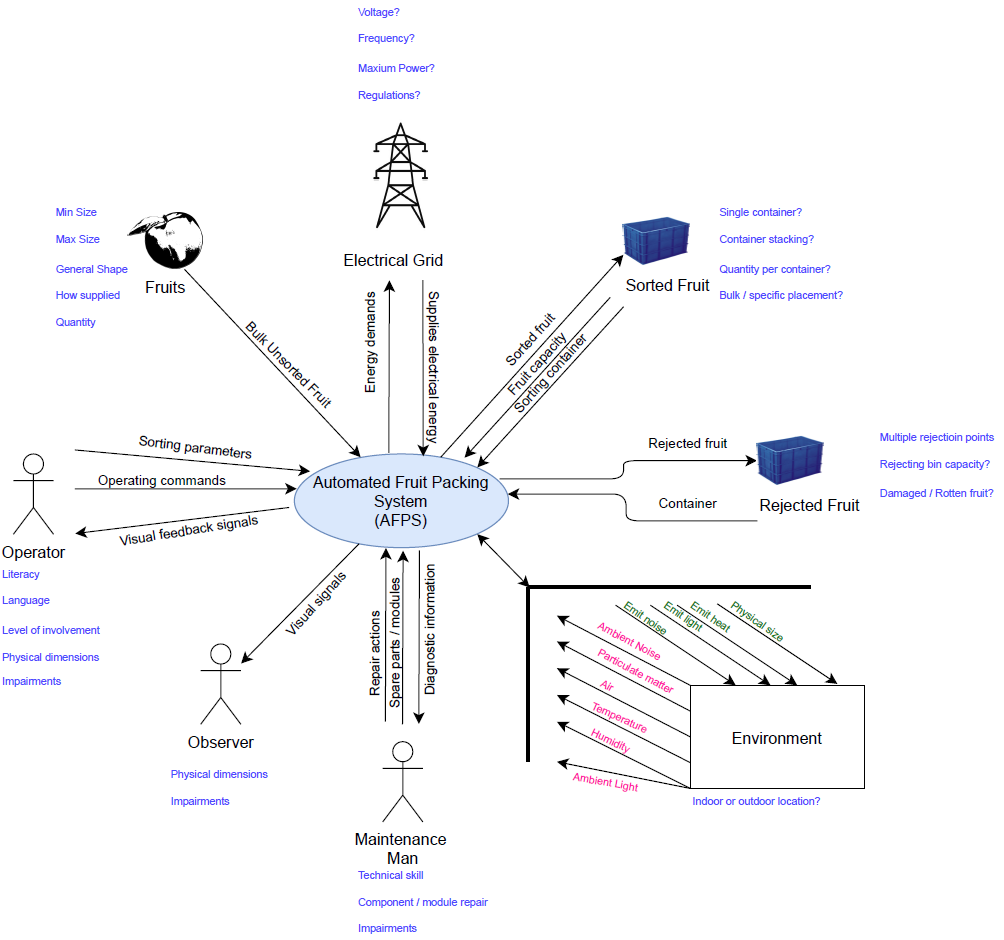 Voltage?
Frequency?
Maxium Power?
Regulations?
Electrical Grid
Min Size
Max Size
General Shape
How supplied
Quantity
Fruits
Single container?
Container stacking?
Quantity per container?
Bulk / specific placement?
Sorted Fruit
Bulk Unsorted Fruit
Energy demands
Supplies electrical energy
Sorted fruit
Fruit capacity
Sorting container
Multiple rejectioin points
Rejecting bin capacity?
Damaged / Rotten fruit?
Rejected Fruit
Rejected fruit
Container
Sorting parameters
Operating commands
Visual feedback signals
Automated Fruit Packing
System
(AFPS)
Operator
Literacy
Language
Level of involvement
Physical dimensions
Impairments
Visual signals
Observer
Physical dimensions
Impairments
Repair actions
Spare parts / modules
Diagnostic information
Maintenance
Man
Technical skill
Component / module repair
Impairments
Emit noise
Emit light
Emit heat
Physical size
Ambient Noise
Particulate matter
Air
Temperature
Humidity
Ambient Light
Environment
Indoor or outdoor location?